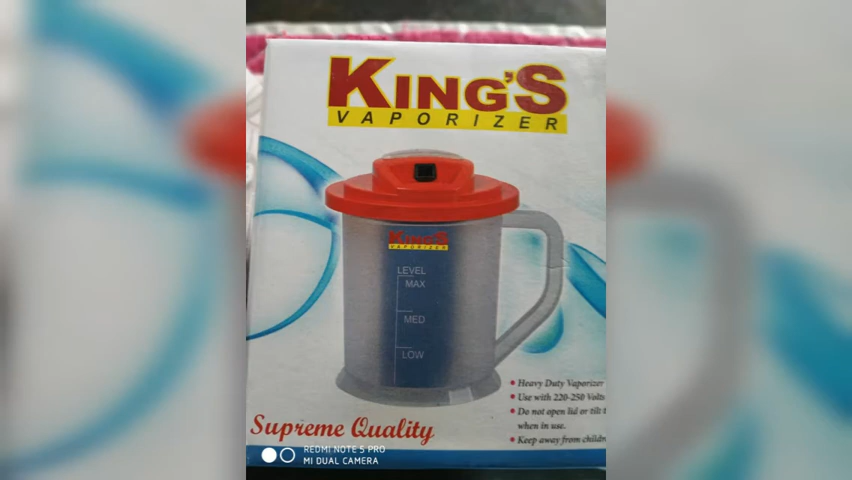 KING'S
VAPORIZER
KING'S
VAPORIZER
LEVEL
MAX
MED
LOW
• Heavy Duty Vaporizer
• Use with 220-250 Volts
• Do not open lid or tilt
when in use.
• Keep away from
Supreme Quality
REDMI NOTE 5 PRO
MI DUAL CAMERA